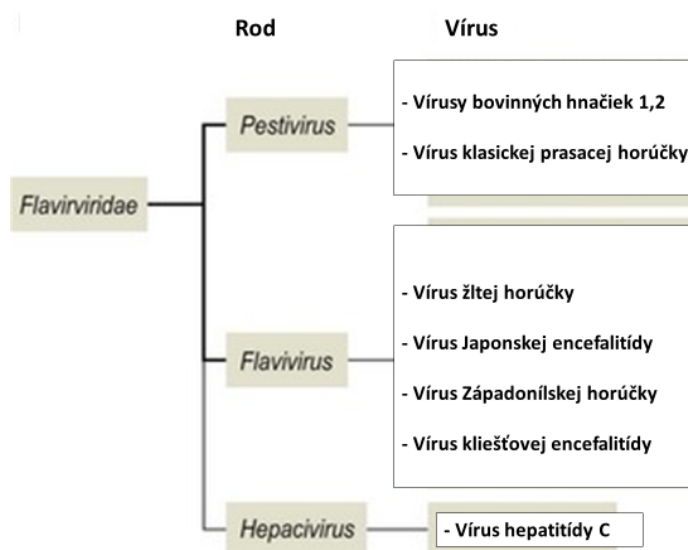 Rod
Vírus
Pestivirus
- Vírusy bovinných hnačiek 1,2
- Vírus klasickej prasacej horúčky
Flavirviridae
Flavivirus
- Vírus žltej horúčky
- Vírus Japonskej encefalitídy
- Vírus Západonílskej horúčky
- Vírus kliešťovej encefalitídy
Hepacivirus
- Vírus hepatitídy C